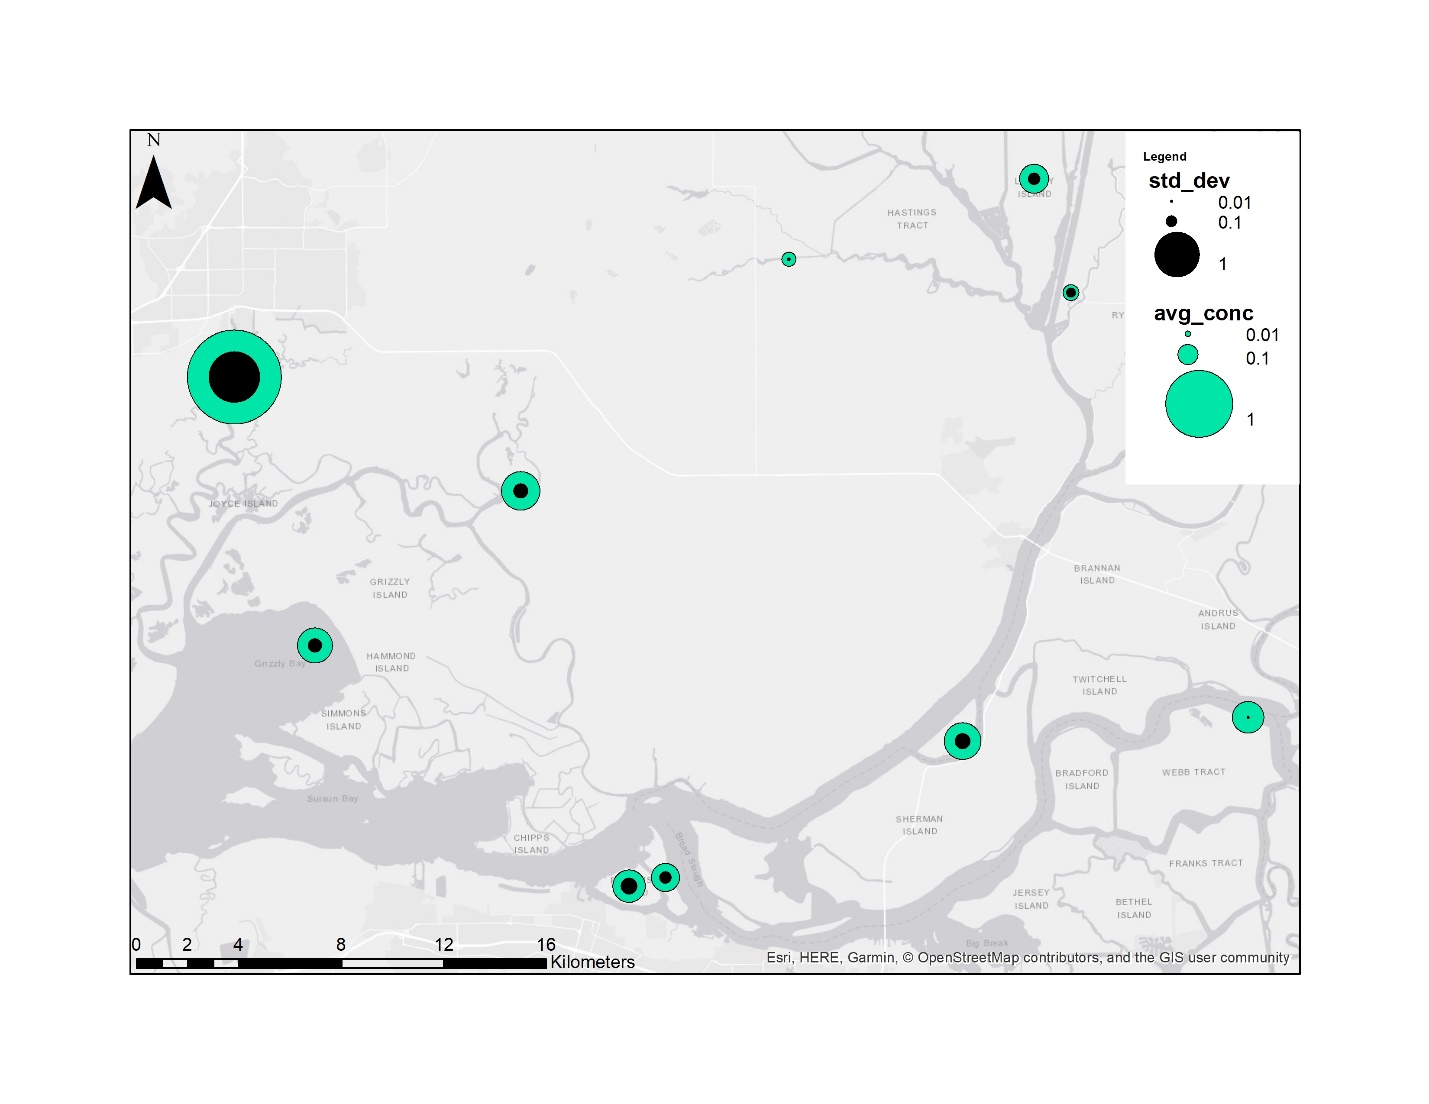 N
Legend
std_dev
0.01
0.1
1
avg_conc
0.01
0.1
1
ISLAND
HASTINGS
TRACT
RY
JOYCE ISLAND
GRIZZLY
ISLAND
BRANNAN
ISLAND
ANDRUS
ISLAND
Grizzly Bay
HAMMOND
ISLAND
TWITCHELL
ISLAND
SIMMONS
ISLAND
BRADFORD
ISLAND
WEBB TRACT
Suisun Bay
SHERMAN
ISLAND
CHIPPS
ISLAND
Broad Slough
FRANKS TRACT
JERSEY
ISLAND
BETHEL
ISLAND
Big Break
0 2 4 8 12 16
Kilometers
Esri, HERE, Garmin, © OpenStreetMap contributors, and the GIS user community